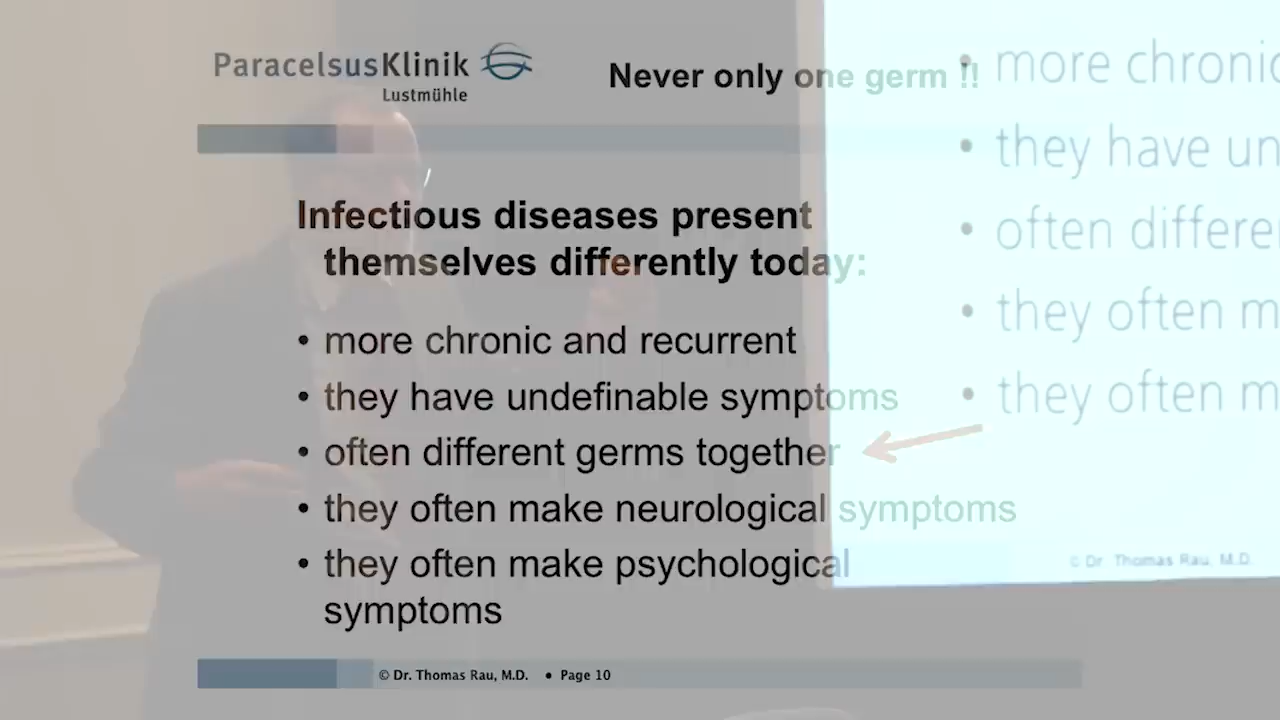 ParacelsusKlinik
Lustmühle
Never only one germ !!
Infectious diseases present
themselves differently today:
• more chronic and recurrent
• they have undefinable symptoms
• often different germs together
• they often make neurological symptoms
• they often make psychological
symptoms
© Dr. Thomas Rau, M.D. • Page 10
• more chronic
• they have un
• often differe
• they often m
• they often m
© Dr. Thomas Rau, M.D.